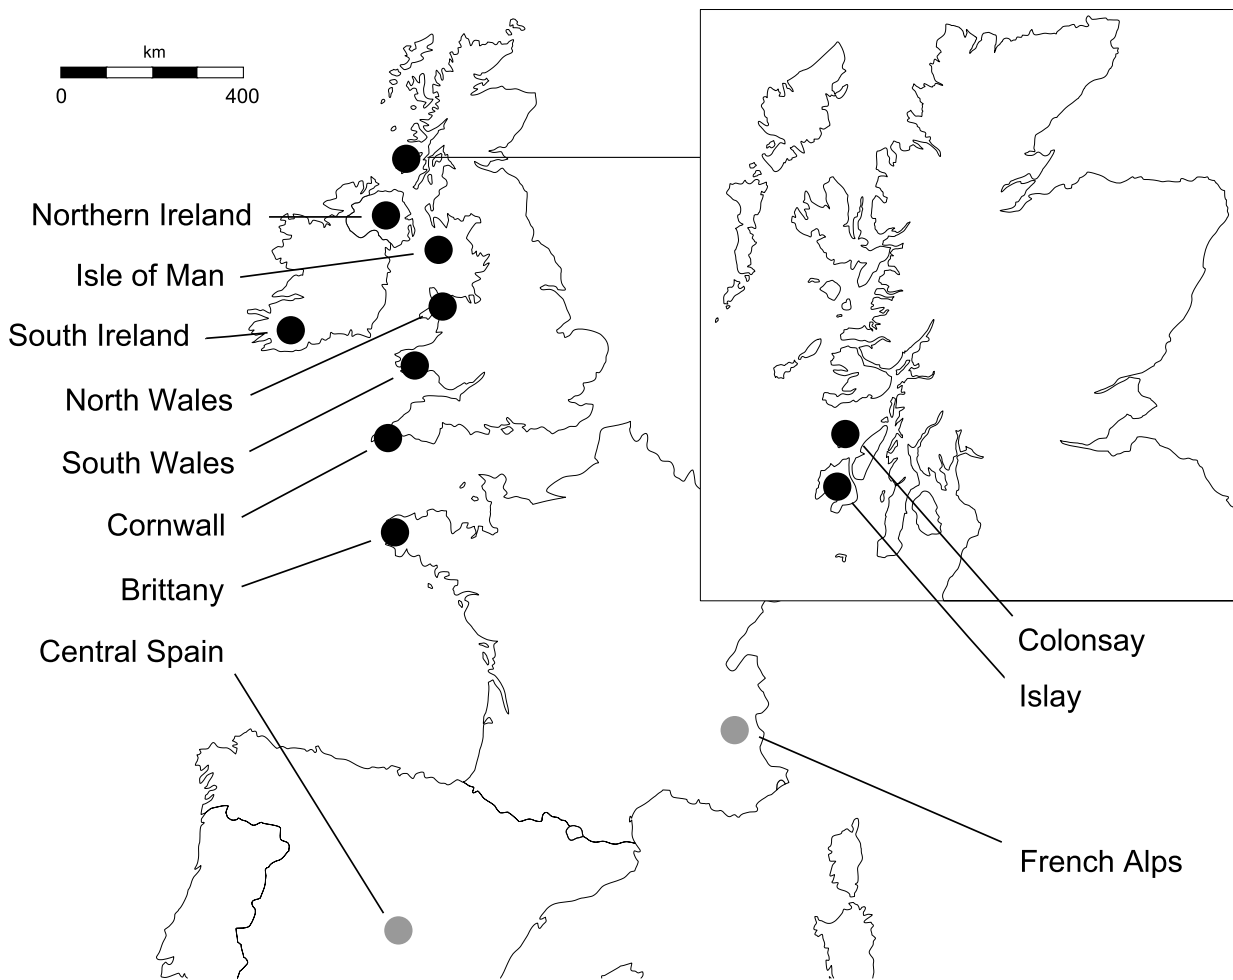 km
0 400
Northern Ireland
Isle of Man
South Ireland
North Wales
South Wales
Cornwall
Brittany
Central Spain
Colonsay
Islay
French Alps